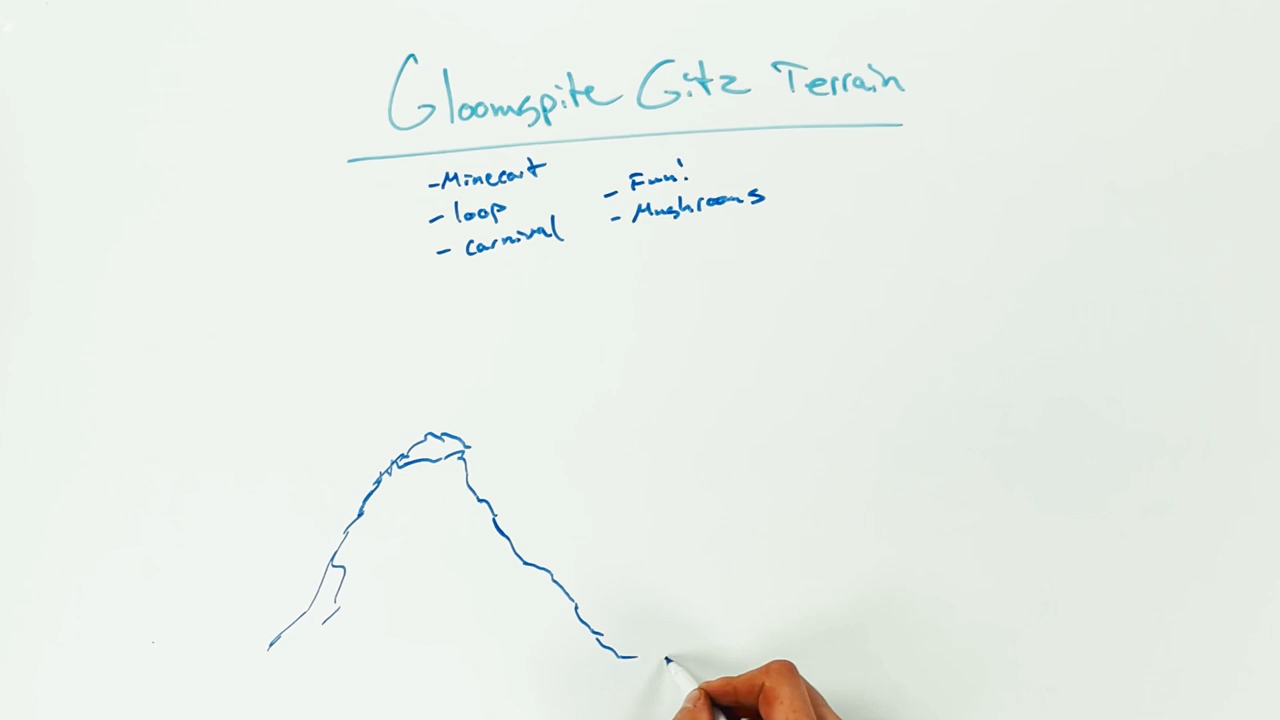 Gloomspite Gitz Terrain
- Minecart
- loop
- carnival
- Fun!
- Mushrooms